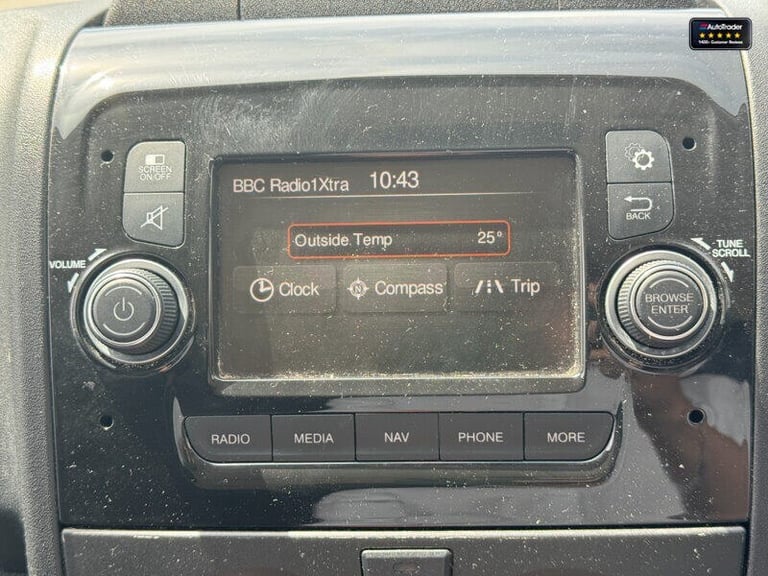 AutoTrader
SCREEN
ON/OFF
BBC Radio1Xtra 10:43
BACK
Outside Temp 25°
VOLUME
TUNE
SCROLL
N
Clock Compass Trip
BROWSE
ENTER
RADIO MEDIA NAV PHONE MORE